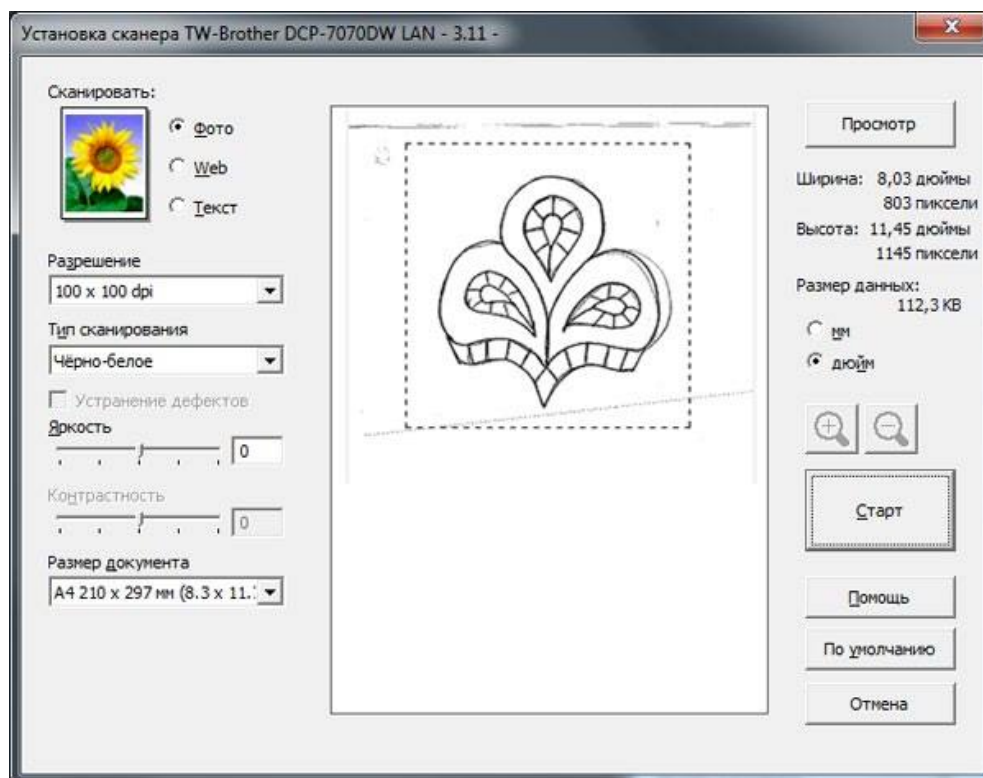 Установка сканера TW-Brother DCP-7070DW LAN - 3.11 -
Сканировать:
Фото
Web
Текст
Разрешение
100 x 100 dpi
Тип сканирования
Чёрно-белое
Устранение дефектов
Яркость
0
Контрастность
0
Размер документа
A4 210 x 297 мм (8.3 x 11.
Просмотр
Ширина: 8,03 дюймы
803 пиксели
Высота: 11,45 дюймы
1145 пиксели
Размер данных:
112,3 KB
мм
дюйм
Старт
Помощь
По умолчанию
Отмена